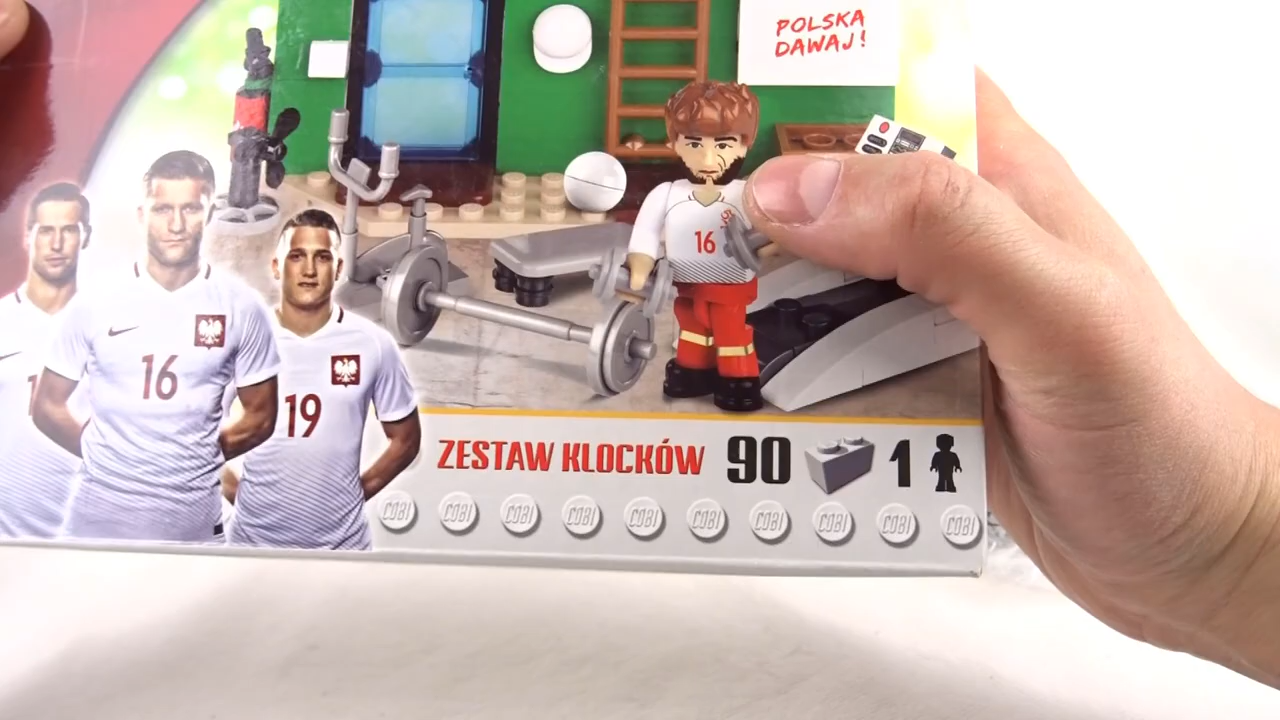 POLSKA
DAWAJ!
16
16
19
ZESTAW KLOCKÓW 90 1
COBI COBI COBI COBI COBI COBI COBI COBI COBI COBI